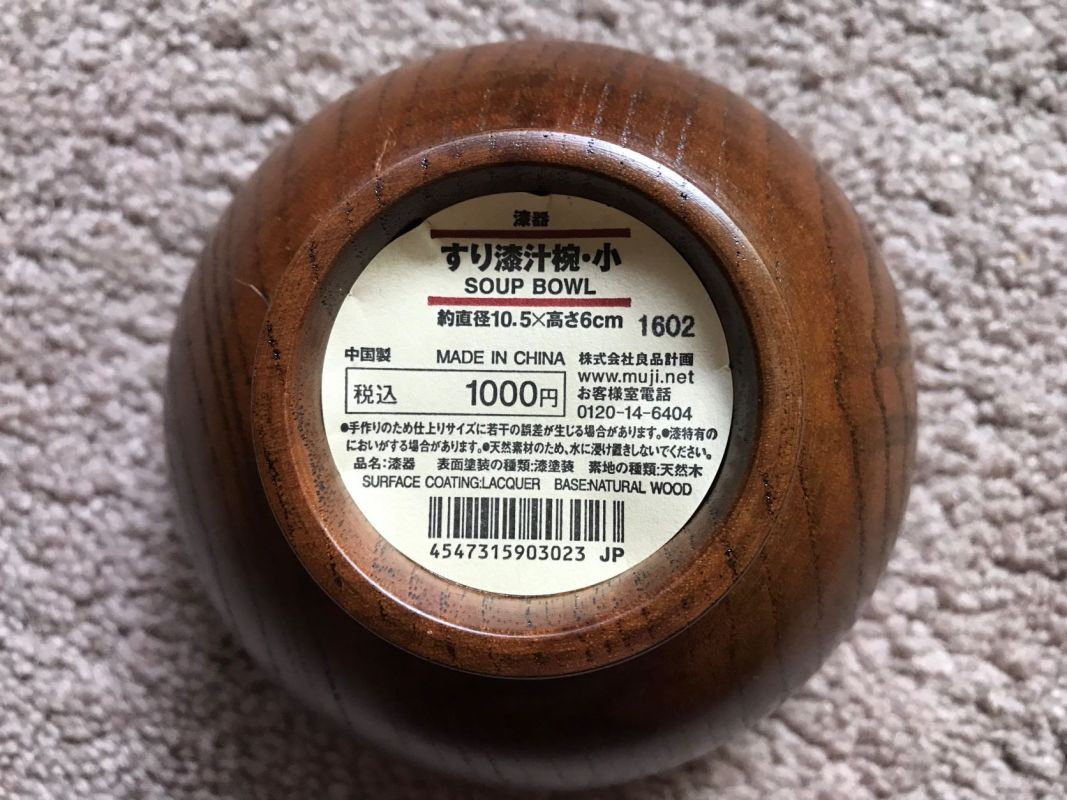 漆器
すり漆汁椀・小
SOUP BOWL
約直径10.5×高さ6cm 1602
中国製 MADE IN CHINA
税込 1000円
株式会社良品計画
www.muji.net
お客様室電話
0120-14-6404
●手作りのため仕上りサイズに若干の誤差が生じる場合があります。●漆特有の
においがする場合があります。●天然素材のため、水に浸け置きしないでください。
品名:漆器 表面塗装の種類:漆塗装 素地の種類:天然木
SURFACE COATING:LACQUER BASE:NATURAL WOOD
4547315903023 JP